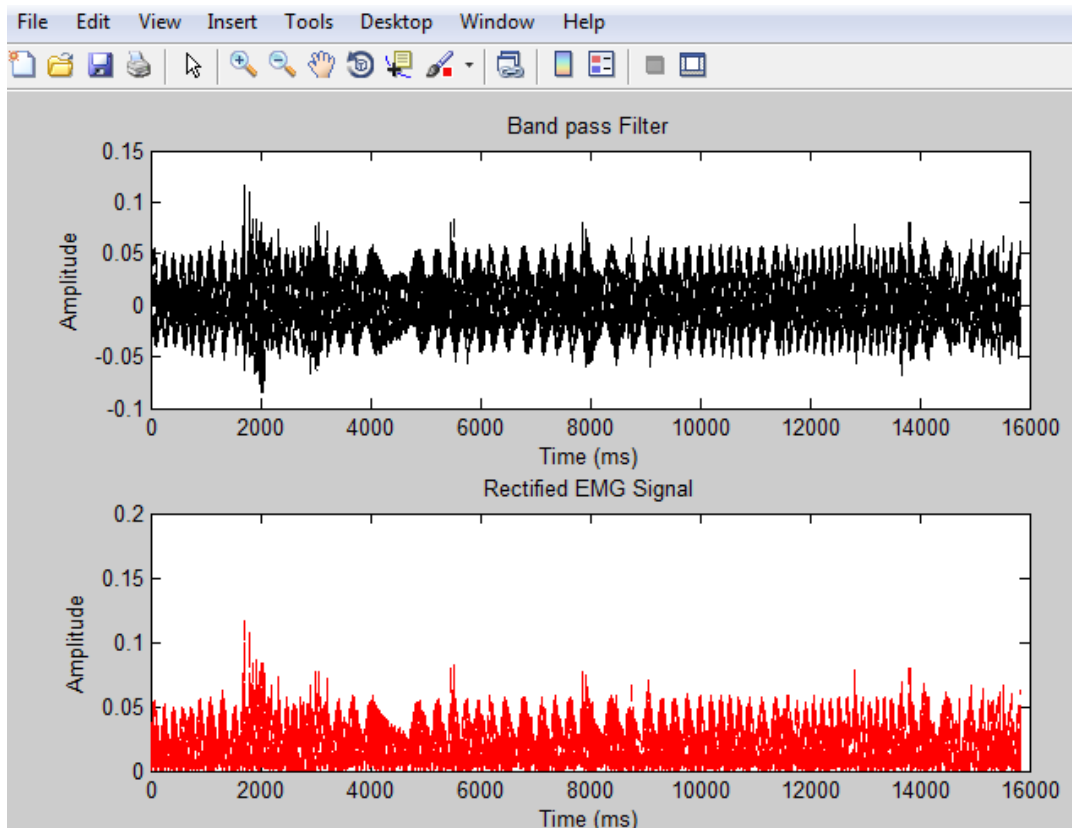 File Edit View Insert Tools Desktop Window Help
Band pass Filter
0.15
0.1
0.05
0
-0.05
-0.1
Amplitude
0 2000 4000 6000 8000 10000 12000 14000 16000
Time (ms)
Rectified EMG Signal
0.2
0.15
0.1
0.05
0
Amplitude
0 2000 4000 6000 8000 10000 12000 14000 16000
Time (ms)